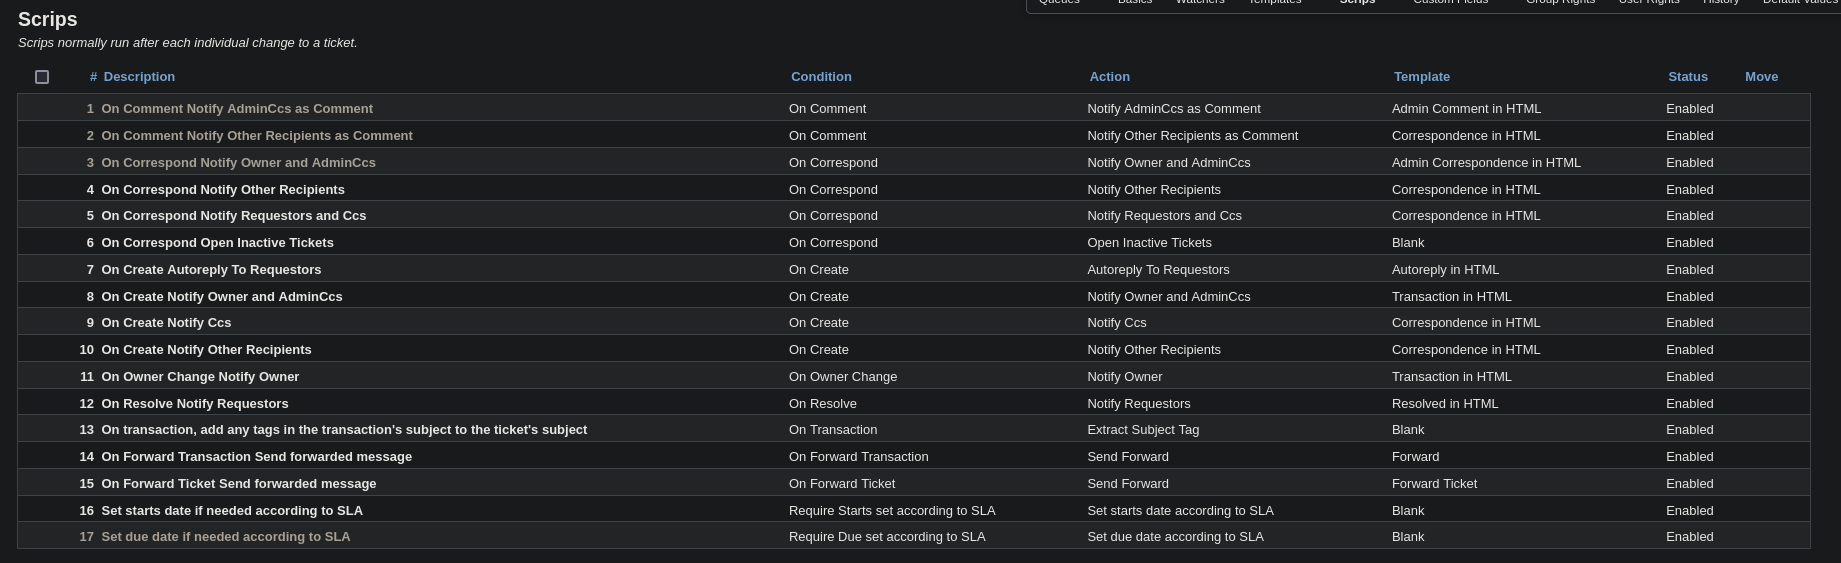 Queues Basics Watchers Templates Scrips Custom Fields Group Rights User Rights History Default Values
Scrips
Scrips normally run after each individual change to a ticket.
# Description Condition Action Template Status Move
1 On Comment Notify AdminCcs as Comment On Comment Notify AdminCcs as Comment Admin Comment in HTML Enabled
2 On Comment Notify Other Recipients as Comment On Comment Notify Other Recipients as Comment Correspondence in HTML Enabled
3 On Correspond Notify Owner and AdminCcs On Correspond Notify Owner and AdminCcs Admin Correspondence in HTML Enabled
4 On Correspond Notify Other Recipients On Correspond Notify Other Recipients Correspondence in HTML Enabled
5 On Correspond Notify Requestors and Ccs On Correspond Notify Requestors and Ccs Correspondence in HTML Enabled
6 On Correspond Open Inactive Tickets On Correspond Open Inactive Tickets Blank Enabled
7 On Create Autoreply To Requestors On Create Autoreply To Requestors Autoreply in HTML Enabled
8 On Create Notify Owner and AdminCcs On Create Notify Owner and AdminCcs Transaction in HTML Enabled
9 On Create Notify Ccs On Create Notify Ccs Correspondence in HTML Enabled
10 On Create Notify Other Recipients On Create Notify Other Recipients Correspondence in HTML Enabled
11 On Owner Change Notify Owner On Owner Change Notify Owner Transaction in HTML Enabled
12 On Resolve Notify Requestors On Resolve Notify Requestors Resolved in HTML Enabled
13 On transaction, add any tags in the transaction's subject to the ticket's subject On Transaction Extract Subject Tag Blank Enabled
14 On Forward Transaction Send forwarded message On Forward Transaction Send Forward Forward Enabled
15 On Forward Ticket Send forwarded message On Forward Ticket Send Forward Forward Ticket Enabled
16 Set starts date if needed according to SLA Require Starts set according to SLA Set starts date according to SLA Blank Enabled
17 Set due date if needed according to SLA Require Due set according to SLA Set due date according to SLA Blank Enabled